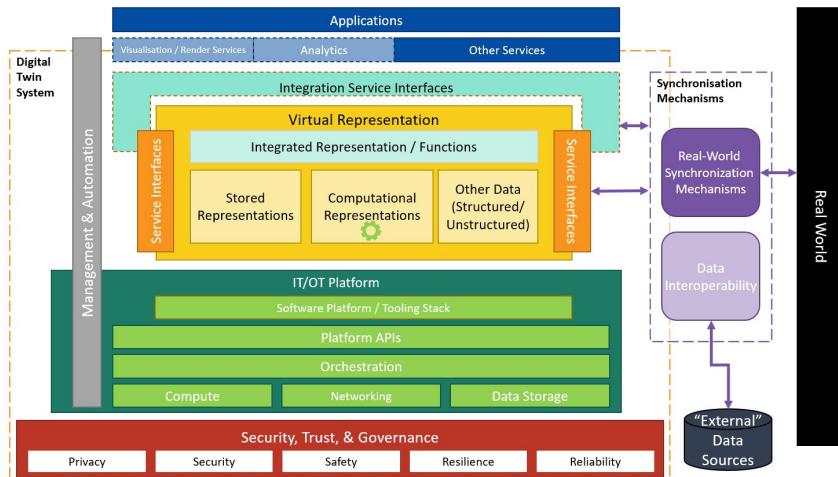 Applications
Visualisation / Render Services
Analytics
Other Services
Digital
Twin
System
Management & Automation
Integration Service Interfaces
Virtual Representation
Integrated Representation / Functions
Service Interfaces
Stored
Representations
Computational
Representations
Other Data
(Structured/
Unstructured)
Service Interfaces
Synchronisation
Mechanisms
Real-World
Synchronization
Mechanisms
Data
Interoperability
Real World
IT/OT Platform
Software Platform / Tooling Stack
Platform APIs
Orchestration
Compute
Networking
Data Storage
"External"
Data
Sources
Security, Trust, & Governance
Privacy
Security
Safety
Resilience
Reliability